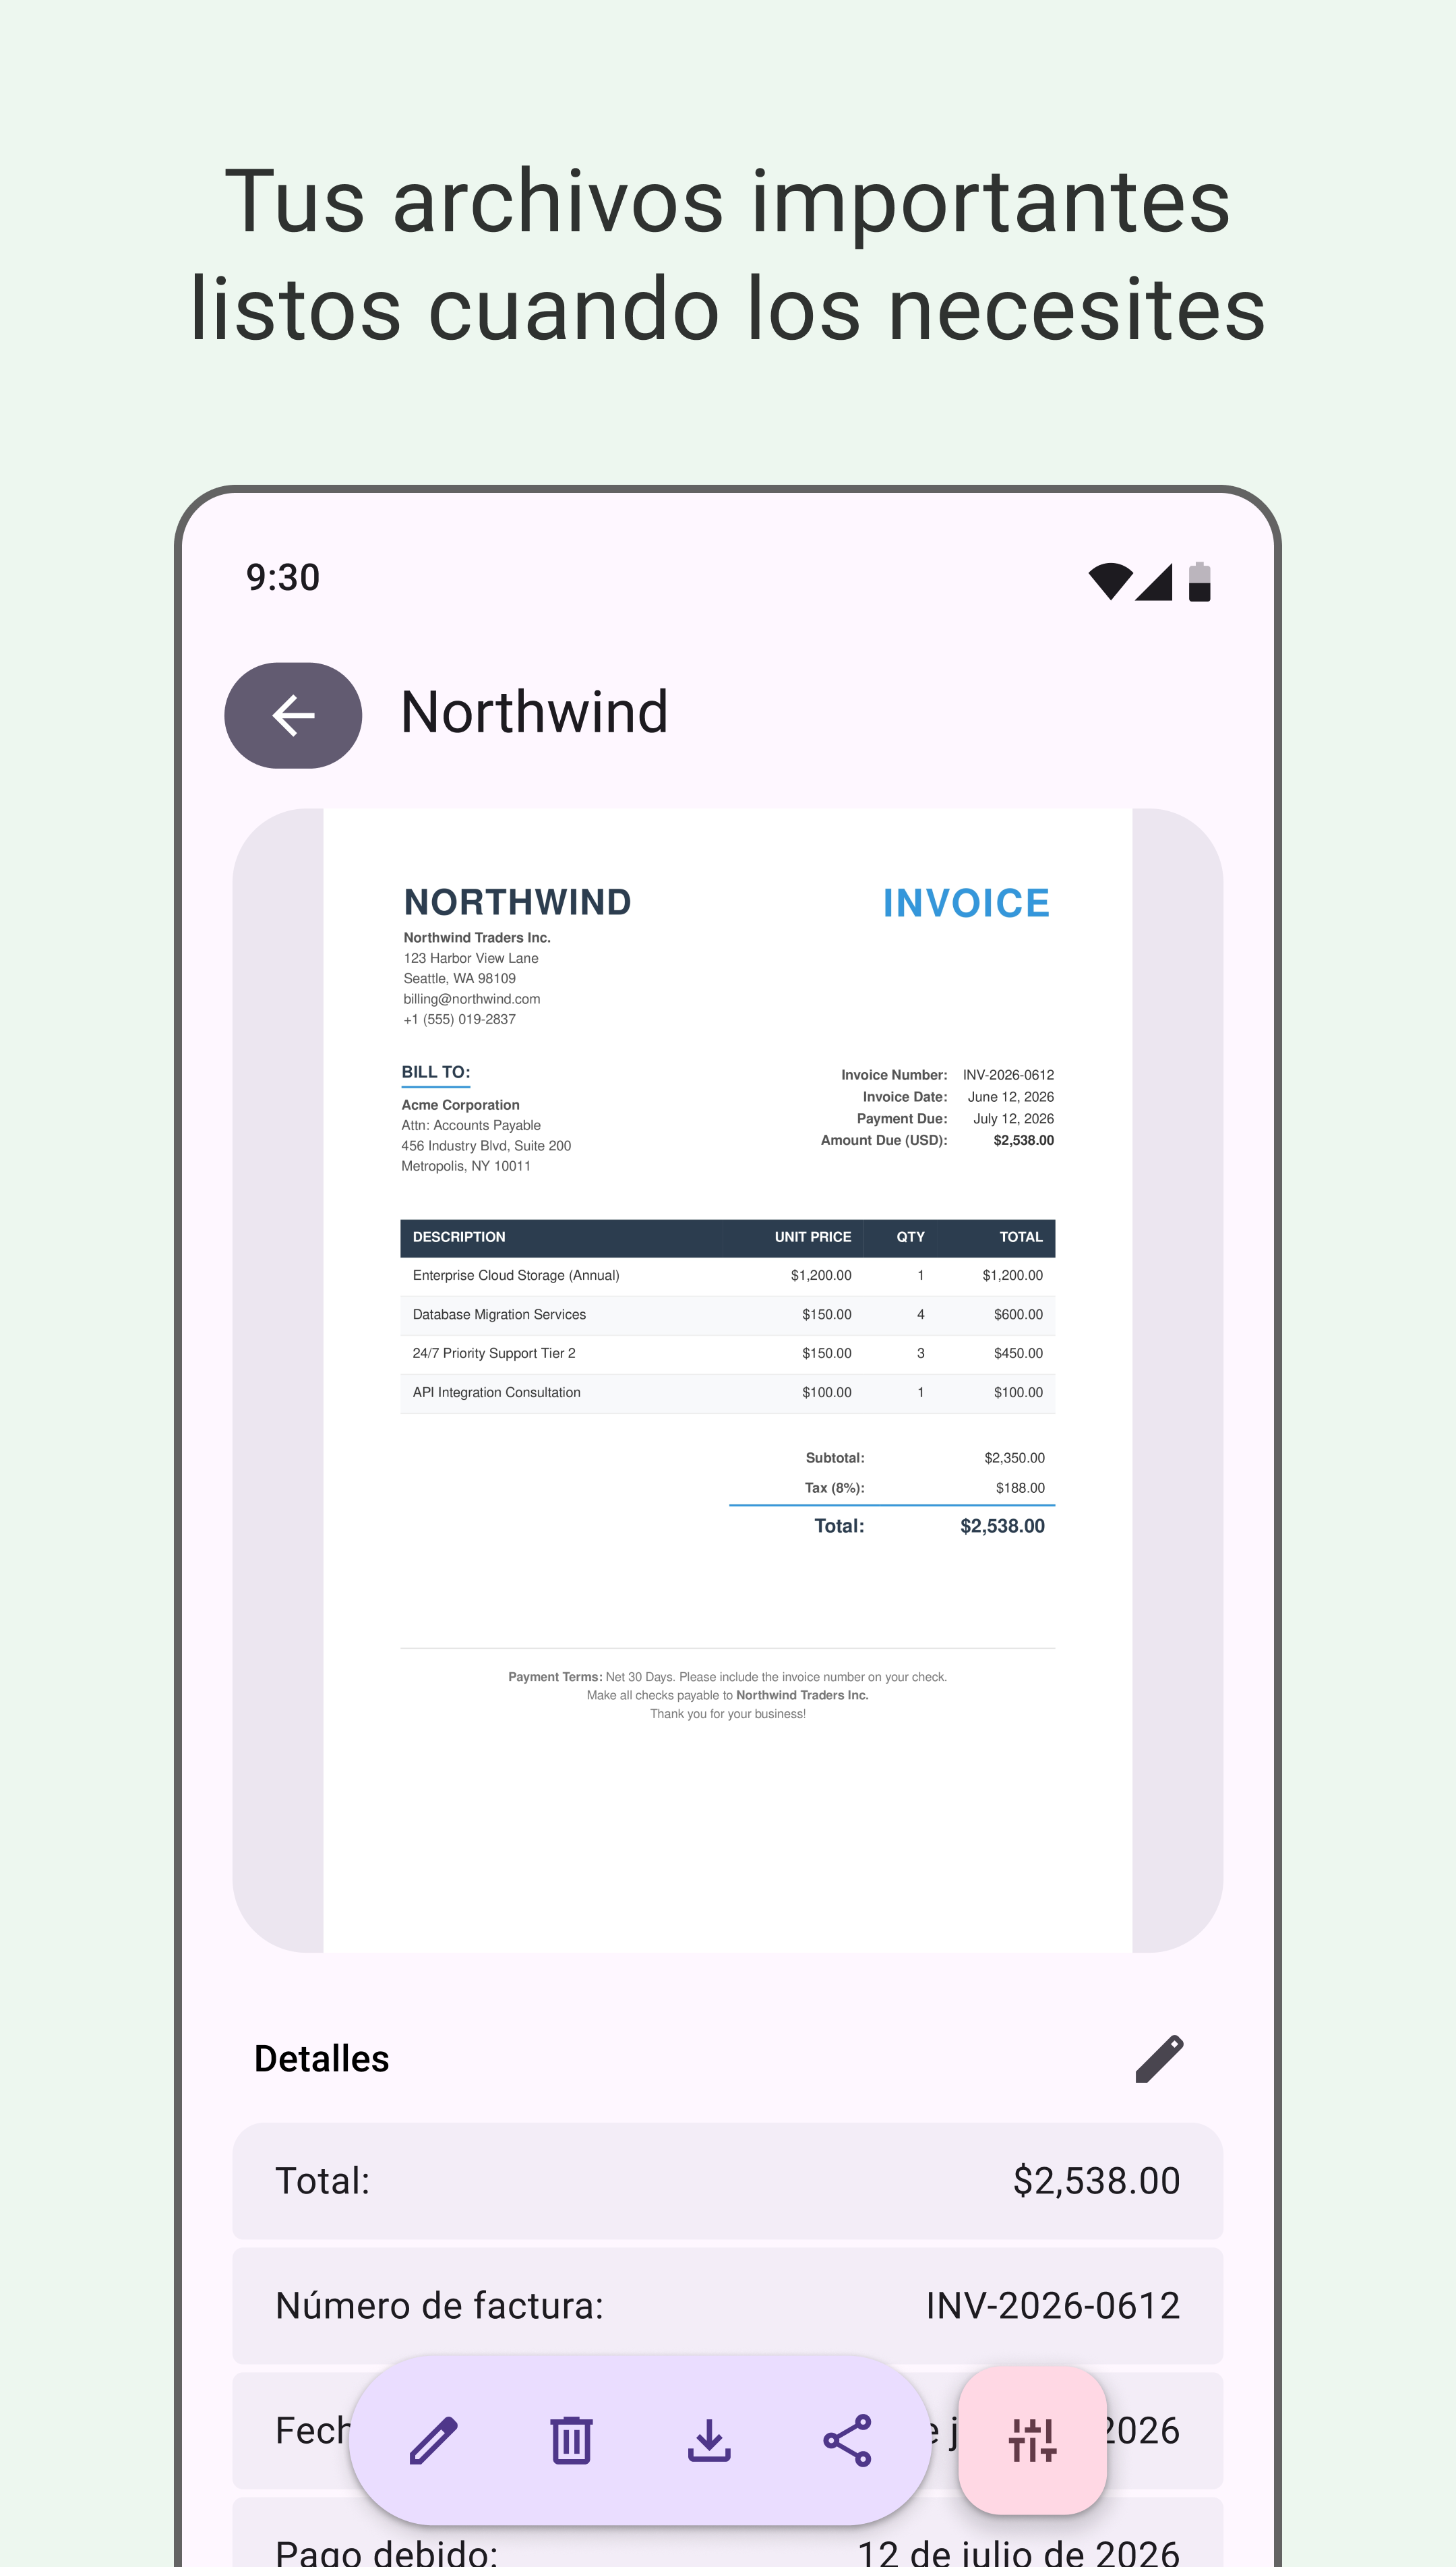 Tus archivos importantes
listos cuando los necesites
9:30
Northwind
NORTHWIND
INVOICE
Northwind Traders Inc.
123 Harbor View Lane
Seattle, WA 98109
billing@northwind.com
+1 (555) 019-2837
BILL TO:
Acme Corporation
Attn: Accounts Payable
456 Industry Blvd, Suite 200
Metropolis, NY 10011
Invoice Number: INV-2026-0612
Invoice Date: June 12, 2026
Payment Due: July 12, 2026
Amount Due (USD): $2,538.00
DESCRIPTION UNIT PRICE QTY TOTAL
Enterprise Cloud Storage (Annual) $1,200.00 1 $1,200.00
Database Migration Services $150.00 4 $600.00
24/7 Priority Support Tier 2 $150.00 3 $450.00
API Integration Consultation $100.00 1 $100.00
Subtotal: $2,350.00
Tax (8%): $188.00
Total: $2,538.00
Payment Terms: Net 30 Days. Please include the invoice number on your check.
Make all checks payable to Northwind Traders Inc.
Thank you for your business!
Detalles
Total: $2,538.00
Número de factura: INV-2026-0612
2026
Pago debido: 12 de julio de 2026